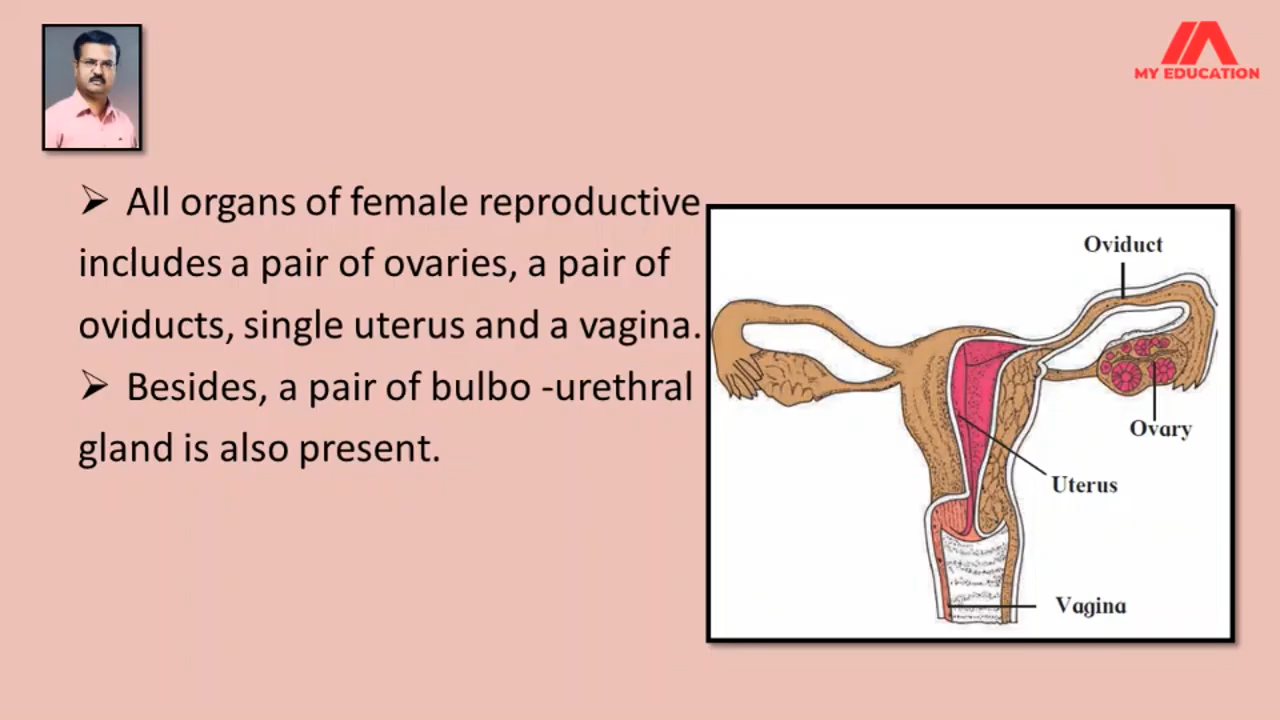 MY EDUCATION
➢ All organs of female reproductive
includes a pair of ovaries, a pair of
oviducts, single uterus and a vagina.
➢ Besides, a pair of bulbo -urethral
gland is also present.
Oviduct
Ovary
Uterus
Vagina